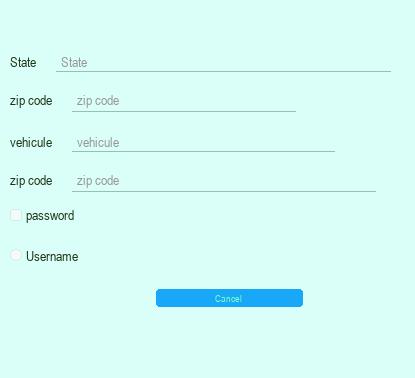 State State
zip code zip code
vehicule vehicule
zip code zip code
password
Username
Cancel